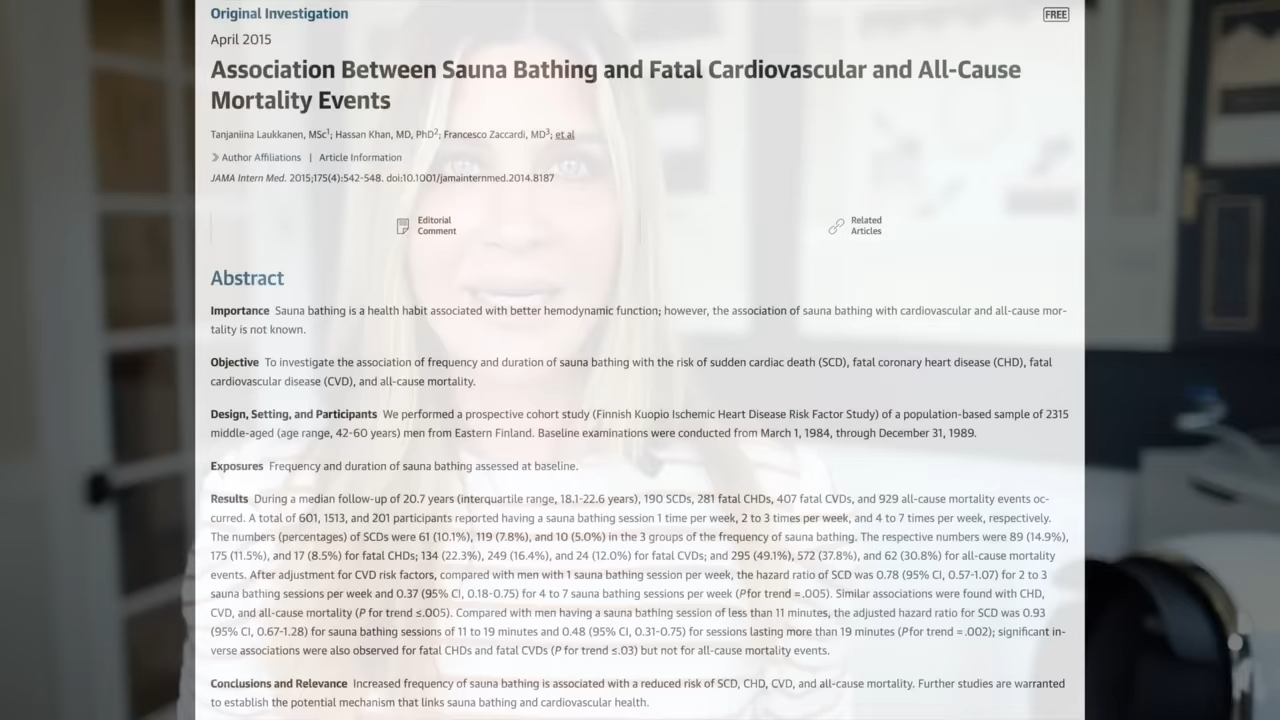 Original Investigation
FREE
April 2015
Association Between Sauna Bathing and Fatal Cardiovascular and All-Cause
Mortality Events
Tanjaniina Laukkanen, MSc1; Hassan Khan, MD, PhD2; Francesco Zaccardi, MD3; et al
Author Affiliations | Article Information
JAMA Intern Med. 2015;175(4):542-548. doi:10.1001/jamainternmed.2014.8187
Editorial
Comment
Related
Articles
Abstract
Importance Sauna bathing is a health habit associated with better hemodynamic function; however, the association of sauna bathing with cardiovascular and all-cause mor-
tality is not known.
Objective To investigate the association of frequency and duration of sauna bathing with the risk of sudden cardiac death (SCD), fatal coronary heart disease (CHD), fatal
cardiovascular disease (CVD), and all-cause mortality.
Design, Setting, and Participants We performed a prospective cohort study (Finnish Kuopio Ischemic Heart Disease Risk Factor Study) of a population-based sample of 2315
middle-aged (age range, 42-60 years) men from Eastern Finland. Baseline examinations were conducted from March 1, 1984, through December 31, 1989.
Exposures Frequency and duration of sauna bathing assessed at baseline.
Results During a median follow-up of 20.7 years (interquartile range, 18.1-22.6 years), 190 SCDs, 281 fatal CHDs, 407 fatal CVDs, and 929 all-cause mortality events oc-
curred. A total of 601, 1513, and 201 participants reported having a sauna bathing session 1 time per week, 2 to 3 times per week, and 4 to 7 times per week, respectively.
The numbers (percentages) of SCDs were 61 (10.1%), 119 (7.8%), and 10 (5.0%) in the 3 groups of the frequency of sauna bathing. The respective numbers were 89 (14.9%),
175 (11.5%), and 17 (8.5%) for fatal CHDs; 134 (22.3%), 249 (16.4%), and 24 (12.0%) for fatal CVDs; and 295 (49.1%), 572 (37.8%), and 62 (30.8%) for all-cause mortality
events. After adjustment for CVD risk factors, compared with men with 1 sauna bathing session per week, the hazard ratio of SCD was 0.78 (95% CI, 0.57-1.07) for 2 to 3
sauna bathing sessions per week and 0.37 (95% CI, 0.18-0.75) for 4 to 7 sauna bathing sessions per week (P for trend = .005). Similar associations were found with CHD,
CVD, and all-cause mortality (P for trend ≤.005). Compared with men having a sauna bathing session of less than 11 minutes, the adjusted hazard ratio for SCD was 0.93
(95% CI, 0.67-1.28) for sauna bathing sessions of 11 to 19 minutes and 0.48 (95% CI, 0.31-0.75) for sessions lasting more than 19 minutes (P for trend = .002); significant in-
verse associations were also observed for fatal CHDs and fatal CVDs (P for trend ≤.03) but not for all-cause mortality events.
Conclusions and Relevance Increased frequency of sauna bathing is associated with a reduced risk of SCD, CHD, CVD, and all-cause mortality. Further studies are warranted
to establish the potential mechanism that links sauna bathing and cardiovascular health.